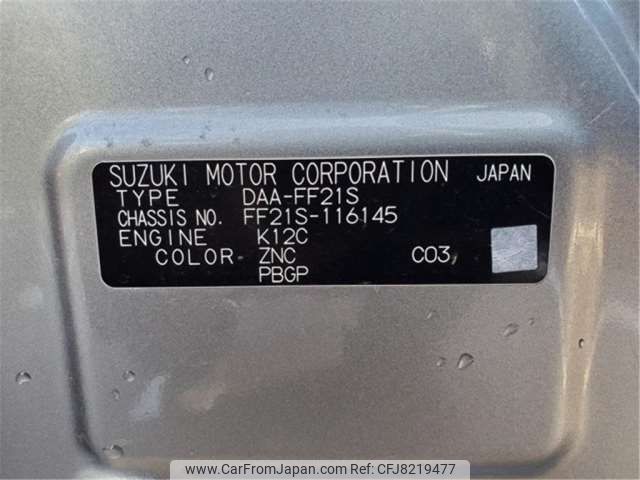 SUZUKI MOTOR CORPORATION JAPAN
TYPE DAA-FF21S
CHASSIS NO. FF21S-116145
ENGINE K12C
COLOR ZNC C03
PBGP
www.CarFromJapan.com | CFJ8219477